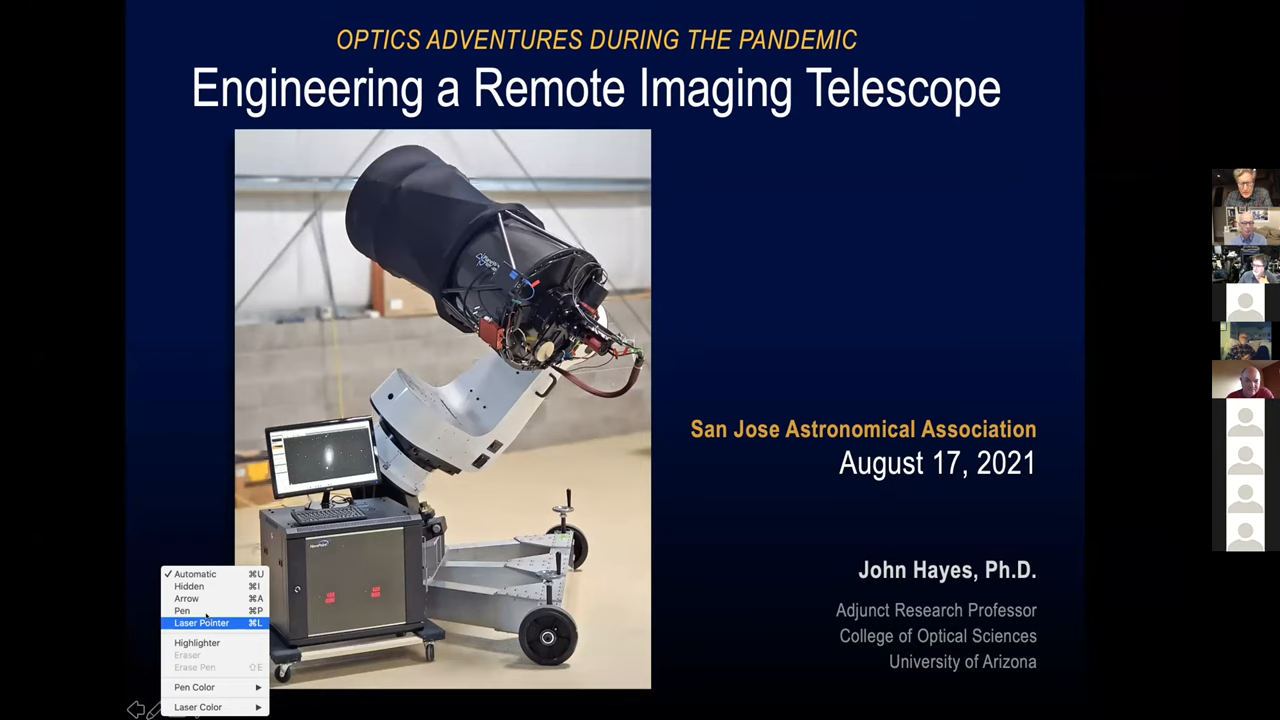 OPTICS ADVENTURES DURING THE PANDEMIC
Engineering a Remote Imaging Telescope
San Jose Astronomical Association
August 17, 2021
John Hayes, Ph.D.
Adjunct Research Professor
College of Optical Sciences
University of Arizona
✓ Automatic ⌘U
Hidden ⌘I
Arrow ⌘A
Pen ⌘P
Laser Pointer ⌘L
Highlighter
Eraser
Erase Pen ⇧E
Pen Color ▶
Laser Color ▶